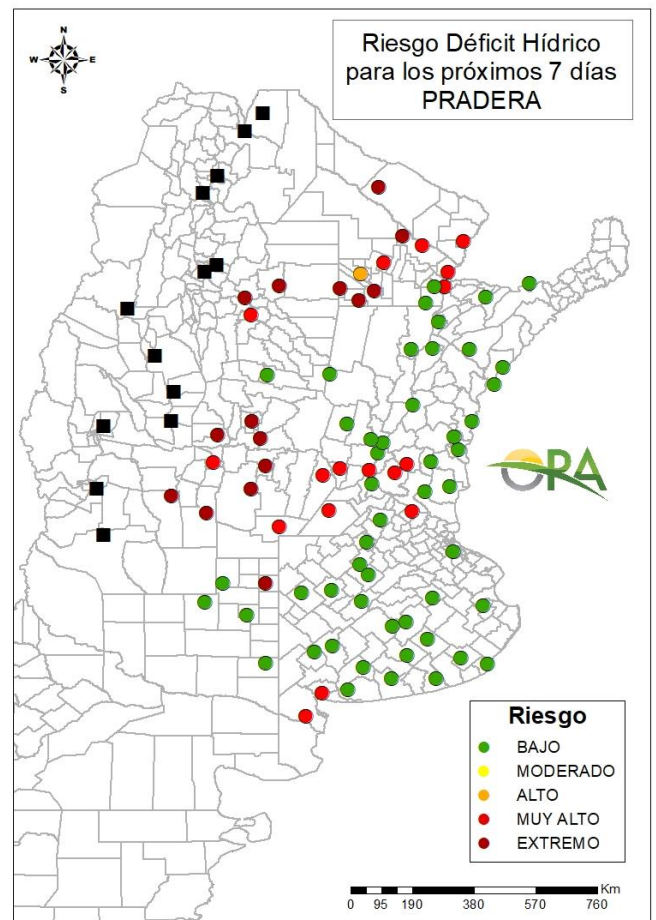 Riesgo Déficit Hídrico
para los próximos 7 días
PRADERA
N
W E
S
OPA
Riesgo
BAJO
MODERADO
ALTO
MUY ALTO
EXTREMO
Km
0 95 190 380 570 760